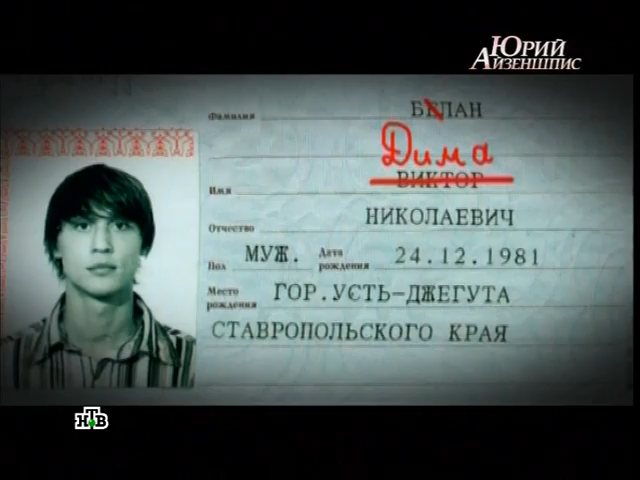 ЮРИЙ
АЙЗЕНШПИС
Фамилия БЕЛАН
Дима
Имя ВИКТОР
Отчество НИКОЛАЕВИЧ
Пол МУЖ. Дата рождения 24.12.1981
Место рождения ГОР.УСТЬ-ДЖЕГУТА
СТАВРОПОЛЬСКОГО КРАЯ
НТВ